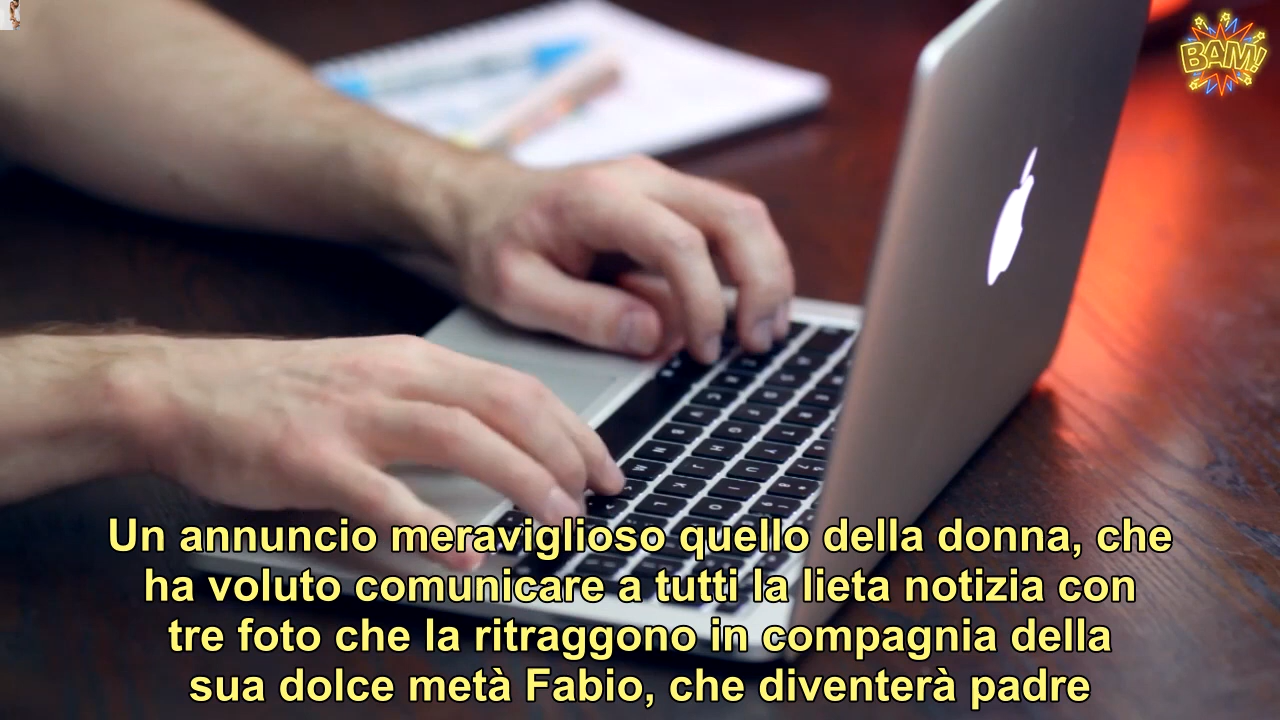 BAM!
Un annuncio meraviglioso quello della donna, che
ha voluto comunicare a tutti la lieta notizia con
tre foto che la ritraggono in compagnia della
sua dolce metà Fabio, che diventerà padre